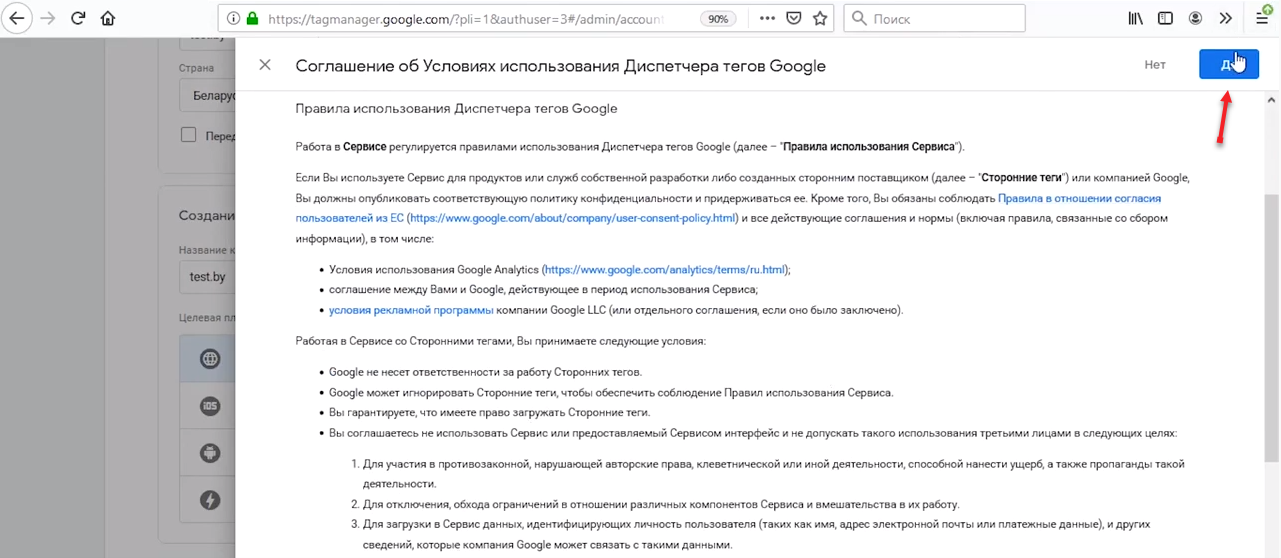 https://tagmanager.google.com/?pli=1&authuser=3#/admin/account
90%
Поиск
Страна
Беларус
Перед
Создани
Название к
test.by
Целевая пл
iOS
Соглашение об Условиях использования Диспетчера тегов Google
Нет
Правила использования Диспетчера тегов Google
Работа в Сервисе регулируется правилами использования Диспетчера тегов Google (далее – "Правила использования Сервиса").
Если Вы используете Сервис для продуктов или служб собственной разработки либо созданных сторонним поставщиком (далее – "Сторонние теги") или компанией Google,
Вы должны опубликовать соответствующую политику конфиденциальности и придерживаться ее. Кроме того, Вы обязаны соблюдать Правила в отношении согласия
пользователей из ЕС (https://www.google.com/about/company/user-consent-policy.html) и все действующие соглашения и нормы (включая правила, связанные со сбором
информации), в том числе:
• Условия использования Google Analytics (https://www.google.com/analytics/terms/ru.html);
• соглашение между Вами и Google, действующее в период использования Сервиса;
• условия рекламной программы компании Google LLC (или отдельного соглашения, если оно было заключено).
Работая в Сервисе со Сторонними тегами, Вы принимаете следующие условия:
• Google не несет ответственности за работу Сторонних тегов.
• Google может игнорировать Сторонние теги, чтобы обеспечить соблюдение Правил использования Сервиса.
• Вы гарантируете, что имеете право загружать Сторонние теги.
• Вы соглашаетесь не использовать Сервис или предоставляемый Сервисом интерфейс и не допускать такого использования третьими лицами в следующих целях:
1. Для участия в противозаконной, нарушающей авторские права, клеветнической или иной деятельности, способной нанести ущерб, а также пропаганды такой
деятельности.
2. Для отключения, обхода ограничений в отношении различных компонентов Сервиса и вмешательства в их работу.
3. Для загрузки в Сервис данных, идентифицирующих личность пользователя (таких как имя, адрес электронной почты или платежные данные), и других
сведений, которые компания Google может связать с такими данными.